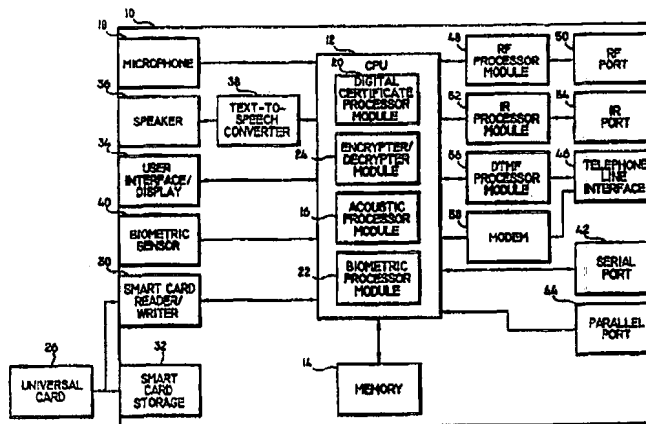 10
18
MICROPHONE
36
SPEAKER
38
TEXT-TO-
SPEECH
CONVERTER
34
USER
INTERFACE/
DISPLAY
40
BIOMETRIC
SENSOR
30
SMART CARD
READER/
WRITER
26
UNIVERSAL
CARD
32
SMART
CARD
STORAGE
12
CPU
20
DIGITAL
CERTIFICATE
PROCESSOR
MODULE
24
ENCRYPTER/
DECRYPTER
MODULE
16
ACOUSTIC
PROCESSOR
MODULE
22
BIOMETRIC
PROCESSOR
MODULE
14
MEMORY
48
RF
PROCESSOR
MODULE
50
RF
PORT
52
IR
PROCESSOR
MODULE
54
IR
PORT
56
DTMF
PROCESSOR
MODULE
46
TELEPHONE
LINE
INTERFACE
58
MODEM
42
SERIAL
PORT
44
PARALLEL
PORT